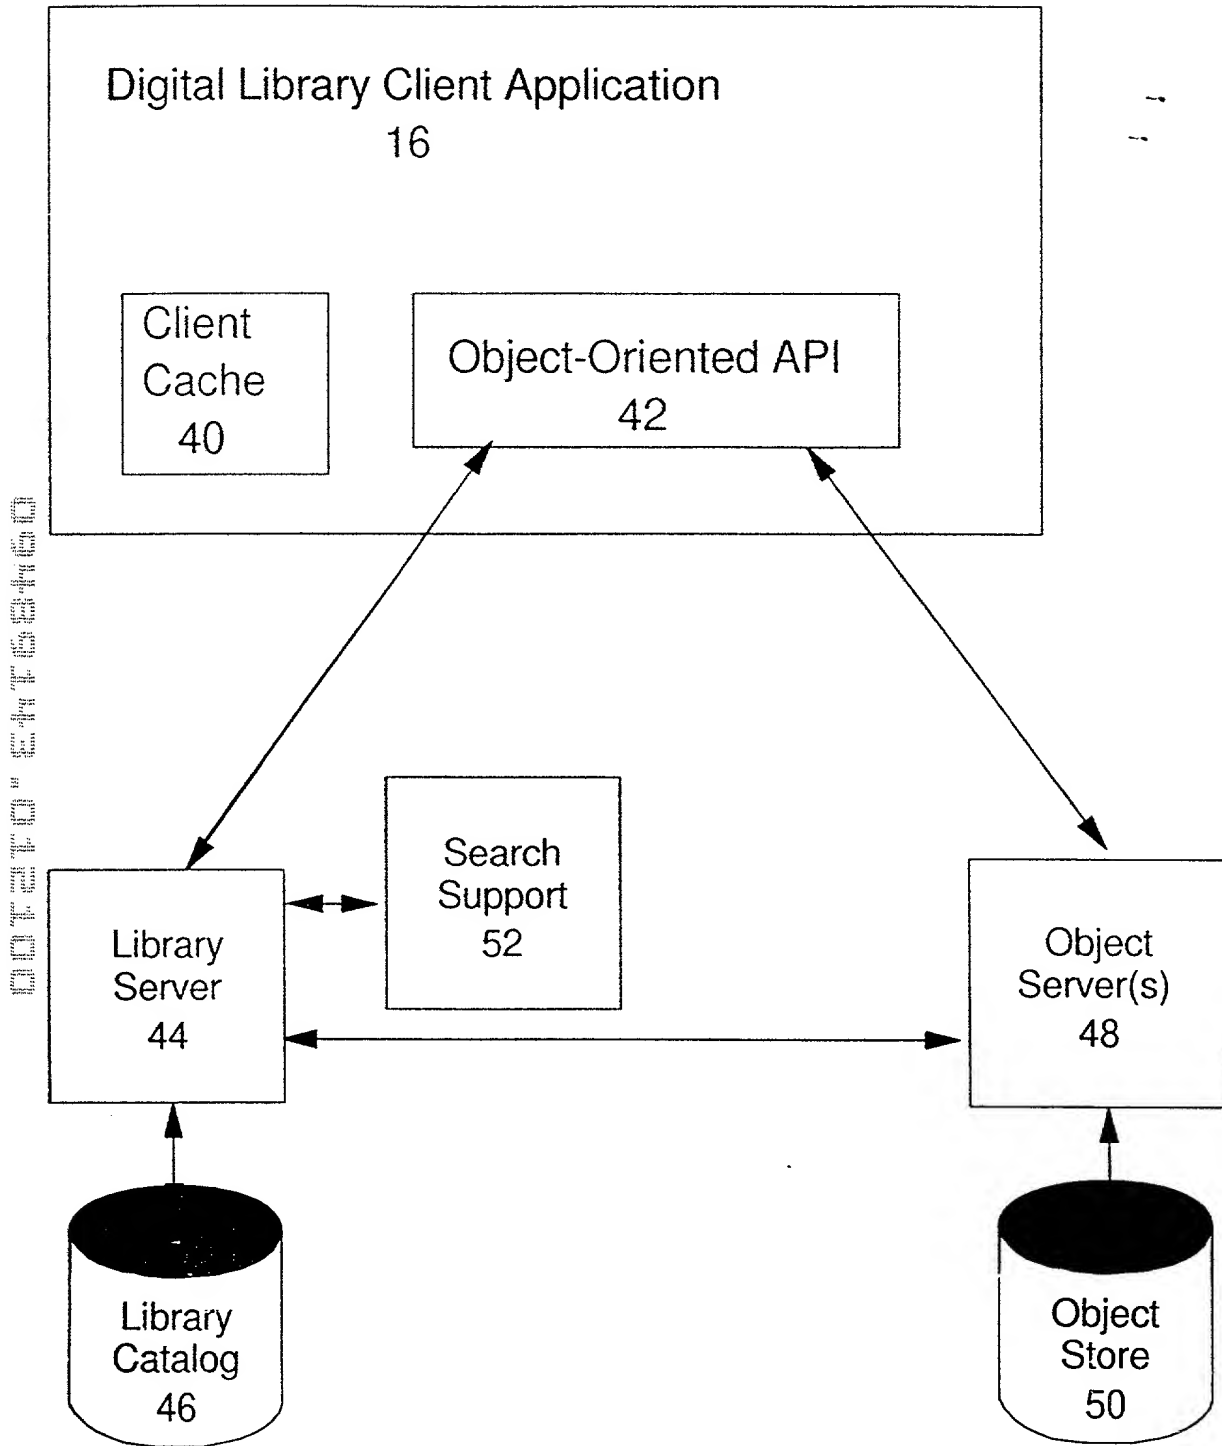 Digital Library Client Application
16
Client
Cache
40
Object-Oriented API
42
Search
Support
52
Library
Server
44
Object
Server(s)
48
Library
Catalog
46
Object
Store
50